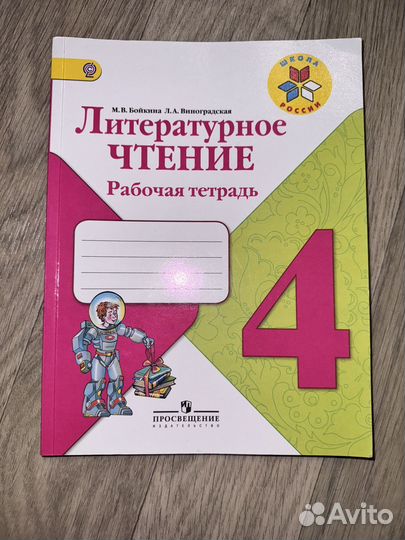 М.В. Бойкина Л.А. Виноградская
ШКОЛА
РОССИИ
Литературное
ЧТЕНИЕ
Рабочая тетрадь
4
ПРОСВЕЩЕНИЕ
ИЗДАТЕЛЬСТВО
Avito